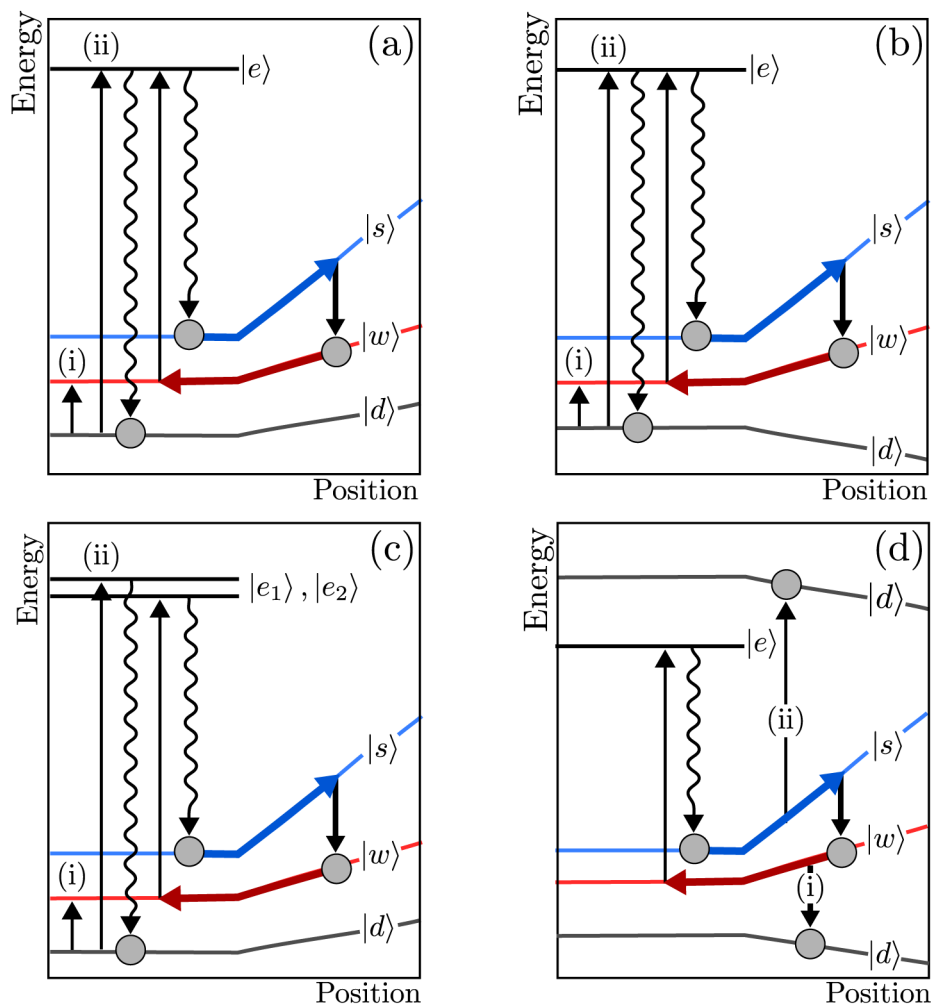 Energy
(ii)
(a)
|e⟩
|s⟩
(i)
|w⟩
|d⟩
Position
Energy
(ii)
(b)
|e⟩
|s⟩
(i)
|w⟩
|d⟩
Position
Energy
(ii)
(c)
|e₁⟩ , |e₂⟩
|s⟩
(i)
|w⟩
|d⟩
Position
Energy
(d)
|d⟩
|e⟩
(ii)
|s⟩
|w⟩
(i)
|d⟩
Position